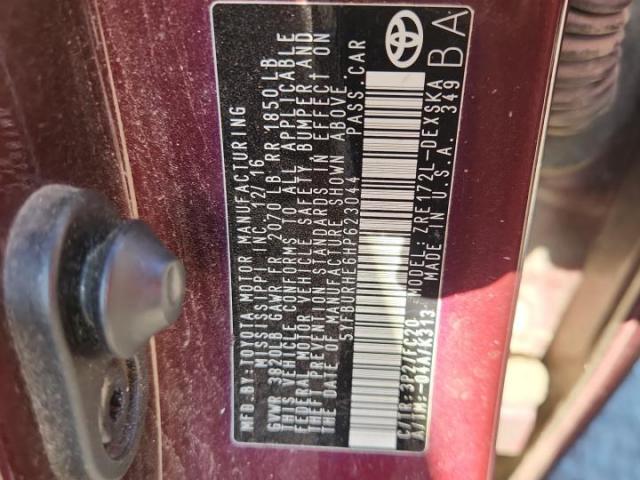 MFD. BY: TOYOTA MOTOR MANUFACTURING
MISSISSIPPI INC. 12/16
GVWR 3820LB GAWR FR 2070 LB RR 1850 LB
THIS VEHICLE CONFORMS TO ALL APPLICABLE
FEDERAL MOTOR VEHICLE SAFETY, BUMPER, AND
THEFT PREVENTION STANDARDS IN EFFECT ON
THE DATE OF MANUFACTURE SHOWN ABOVE.
5YFBURHE6HP623044 PASS. CAR
C/TR: 3P2/FC20
A/TM: -04A/K313
MODEL: ZRE172L-DEXSKA
MADE IN U.S.A. 349
BA